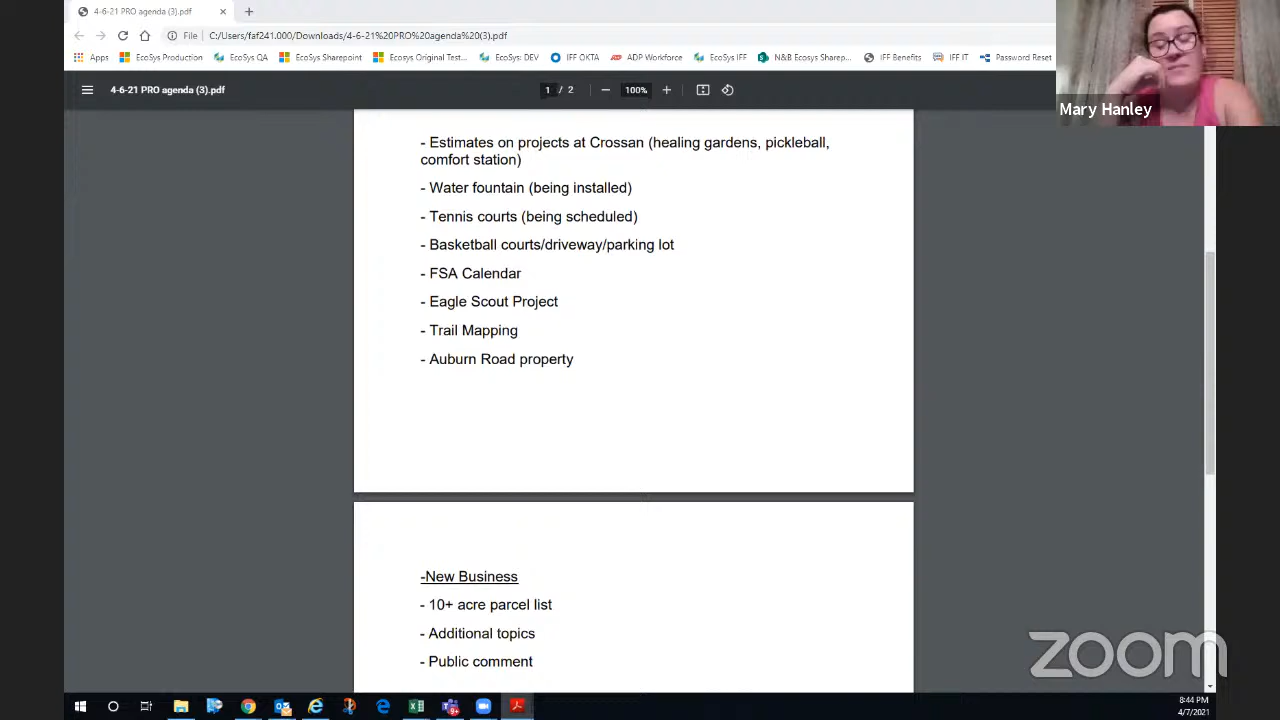 4-6-21 PRO agenda (3).pdf
File
C:/Users/faf241.000/Downloads/4-6-21%20PRO%20agenda%20(3).pdf
Apps
EcoSys Production
EcoSys Sharepoint
Ecosys Original Test...
EcoSys DEV
IFF OKTA
ADP Workforce
EcoSys QA
EcoSys IFF
N&B Ecosys Sharep...
IFF Benefits
IFF IT
Password Reset
4-6-21 PRO agenda (3).pdf
1 / 2
100%
Mary Hanley
- Estimates on projects at Crossan (healing gardens, pickleball,
comfort station)
- Water fountain (being installed)
- Tennis courts (being scheduled)
- Basketball courts/driveway/parking lot
- FSA Calendar
- Eagle Scout Project
- Trail Mapping
- Auburn Road property
-New Business
- 10+ acre parcel list
- Additional topics
- Public comment
zoom
8:44 PM
4/7/2021